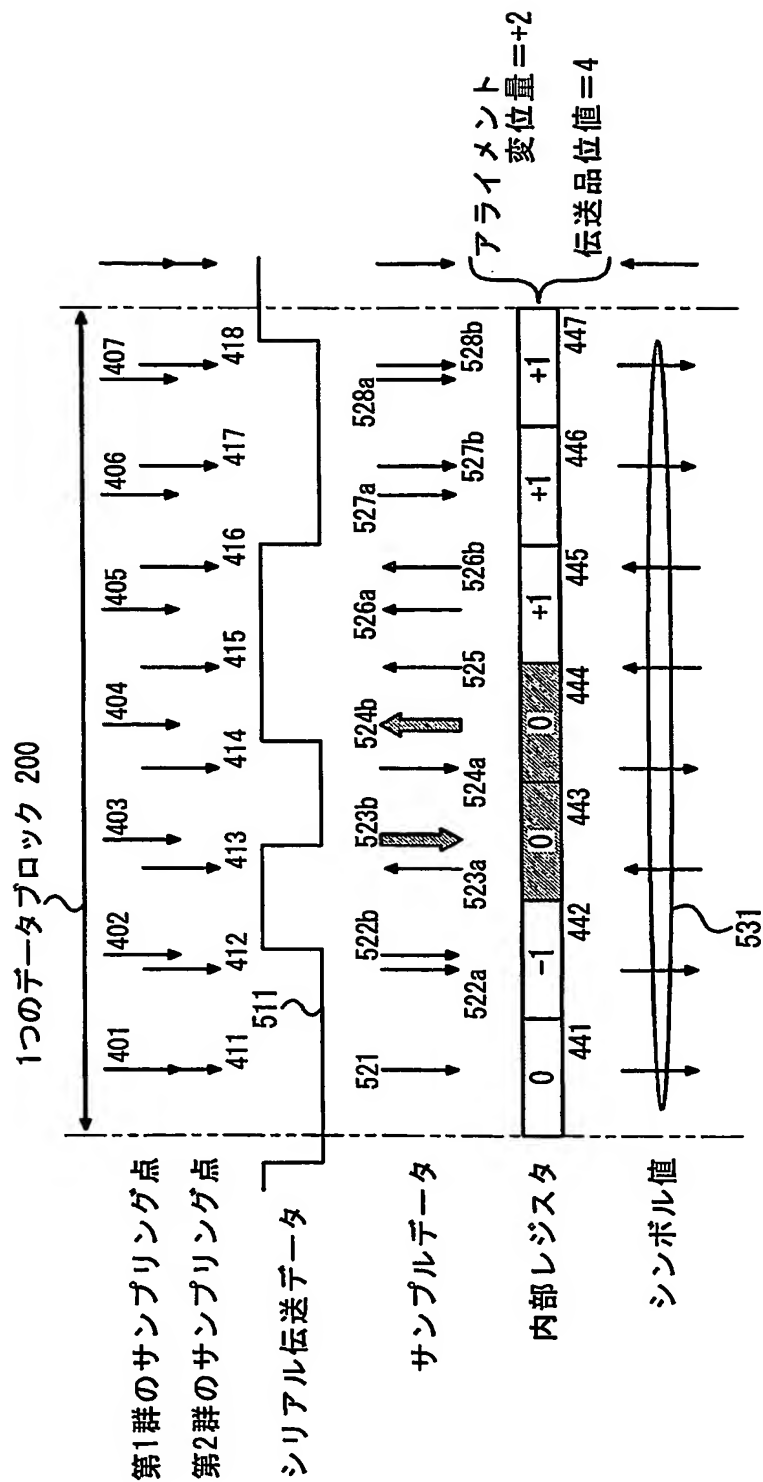 1つのデータブロック 200
第1群のサンプリング点
401 402 403 404 405 406 407
第2群のサンプリング点
411 412 413 414 415 416 417 418
シリアル伝送データ
511
サンプルデータ
521 522b 523b 524b 526a 527a 528a
522a 523a 524a 525 526b 527b 528b
内部レジスタ
0 -1 0 0 +1 +1 +1
441 442 443 444 445 446 447
アライメント
変位量=+2
伝送品位値=4
シンボル値
531